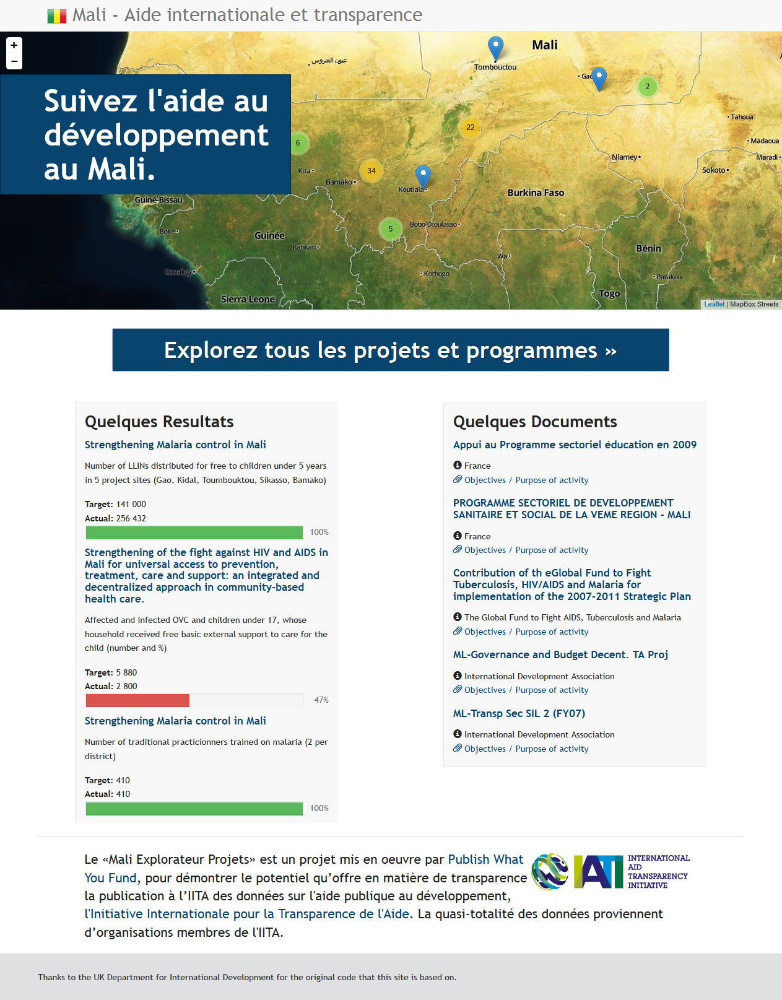 Mali - Aide internationale et transparence
+
−
Mali
عيون العتروس
Tombouctou
2
Suivez l'aide au
développement
au Mali.
Tahoua
22
Madaoua
6
Niamey
Maradi
Kita
34
Sokoto
Bamako
Koutiala
Burkina Faso
Guiné-Bissau
Bobo-Dioulasso
5
Boke
Guinée
Kankan
Bénin
Wa
Conakry
Korhogo
Parakou
Togo
Sierra Leone
Leaflet | MapBox Streets
Explorez tous les projets et programmes »
Quelques Resultats
Strengthening Malaria control in Mali
Number of LLINs distributed for free to children under 5 years
in 5 project sites (Gao, Kidal, Toumbouktou, Sikasso, Bamako)
Target: 141 000
Actual: 256 432
100%
Strengthening of the fight against HIV and AIDS in
Mali for universal access to prevention,
treatment, care and support: an integrated and
decentralized approach in community-based
health care.
Affected and infected OVC and children under 17, whose
household received free basic external support to care for the
child (number and %)
Target: 5 880
Actual: 2 800
47%
Strengthening Malaria control in Mali
Number of traditional practicionners trained on malaria (2 per
district)
Target: 410
Actual: 410
100%
Quelques Documents
Appui au Programme sectoriel éducation en 2009
France
Objectives / Purpose of activity
PROGRAMME SECTORIEL DE DEVELOPPEMENT
SANITAIRE ET SOCIAL DE LA VEME REGION - MALI
France
Objectives / Purpose of activity
Contribution of th eGlobal Fund to Fight
Tuberculosis, HIV/AIDS and Malaria for
implementation of the 2007-2011 Strategic Plan
The Global Fund to Fight AIDS, Tuberculosis and Malaria
Objectives / Purpose of activity
ML-Governance and Budget Decent. TA Proj
International Development Association
Objectives / Purpose of activity
ML-Transp Sec SIL 2 (FY07)
International Development Association
Objectives / Purpose of activity
Le «Mali Explorateur Projets» est un projet mis en oeuvre par Publish What
You Fund, pour démontrer le potentiel qu’offre en matière de transparence
la publication à l’IITA des données sur l'aide publique au développement,
l'Initiative Internationale pour la Transparence de l'Aide. La quasi-totalité des données proviennent
d’organisations membres de l'IITA.
IATI
INTERNATIONAL
AID
TRANSPARENCY
INITIATIVE
Thanks to the UK Department for International Development for the original code that this site is based on.